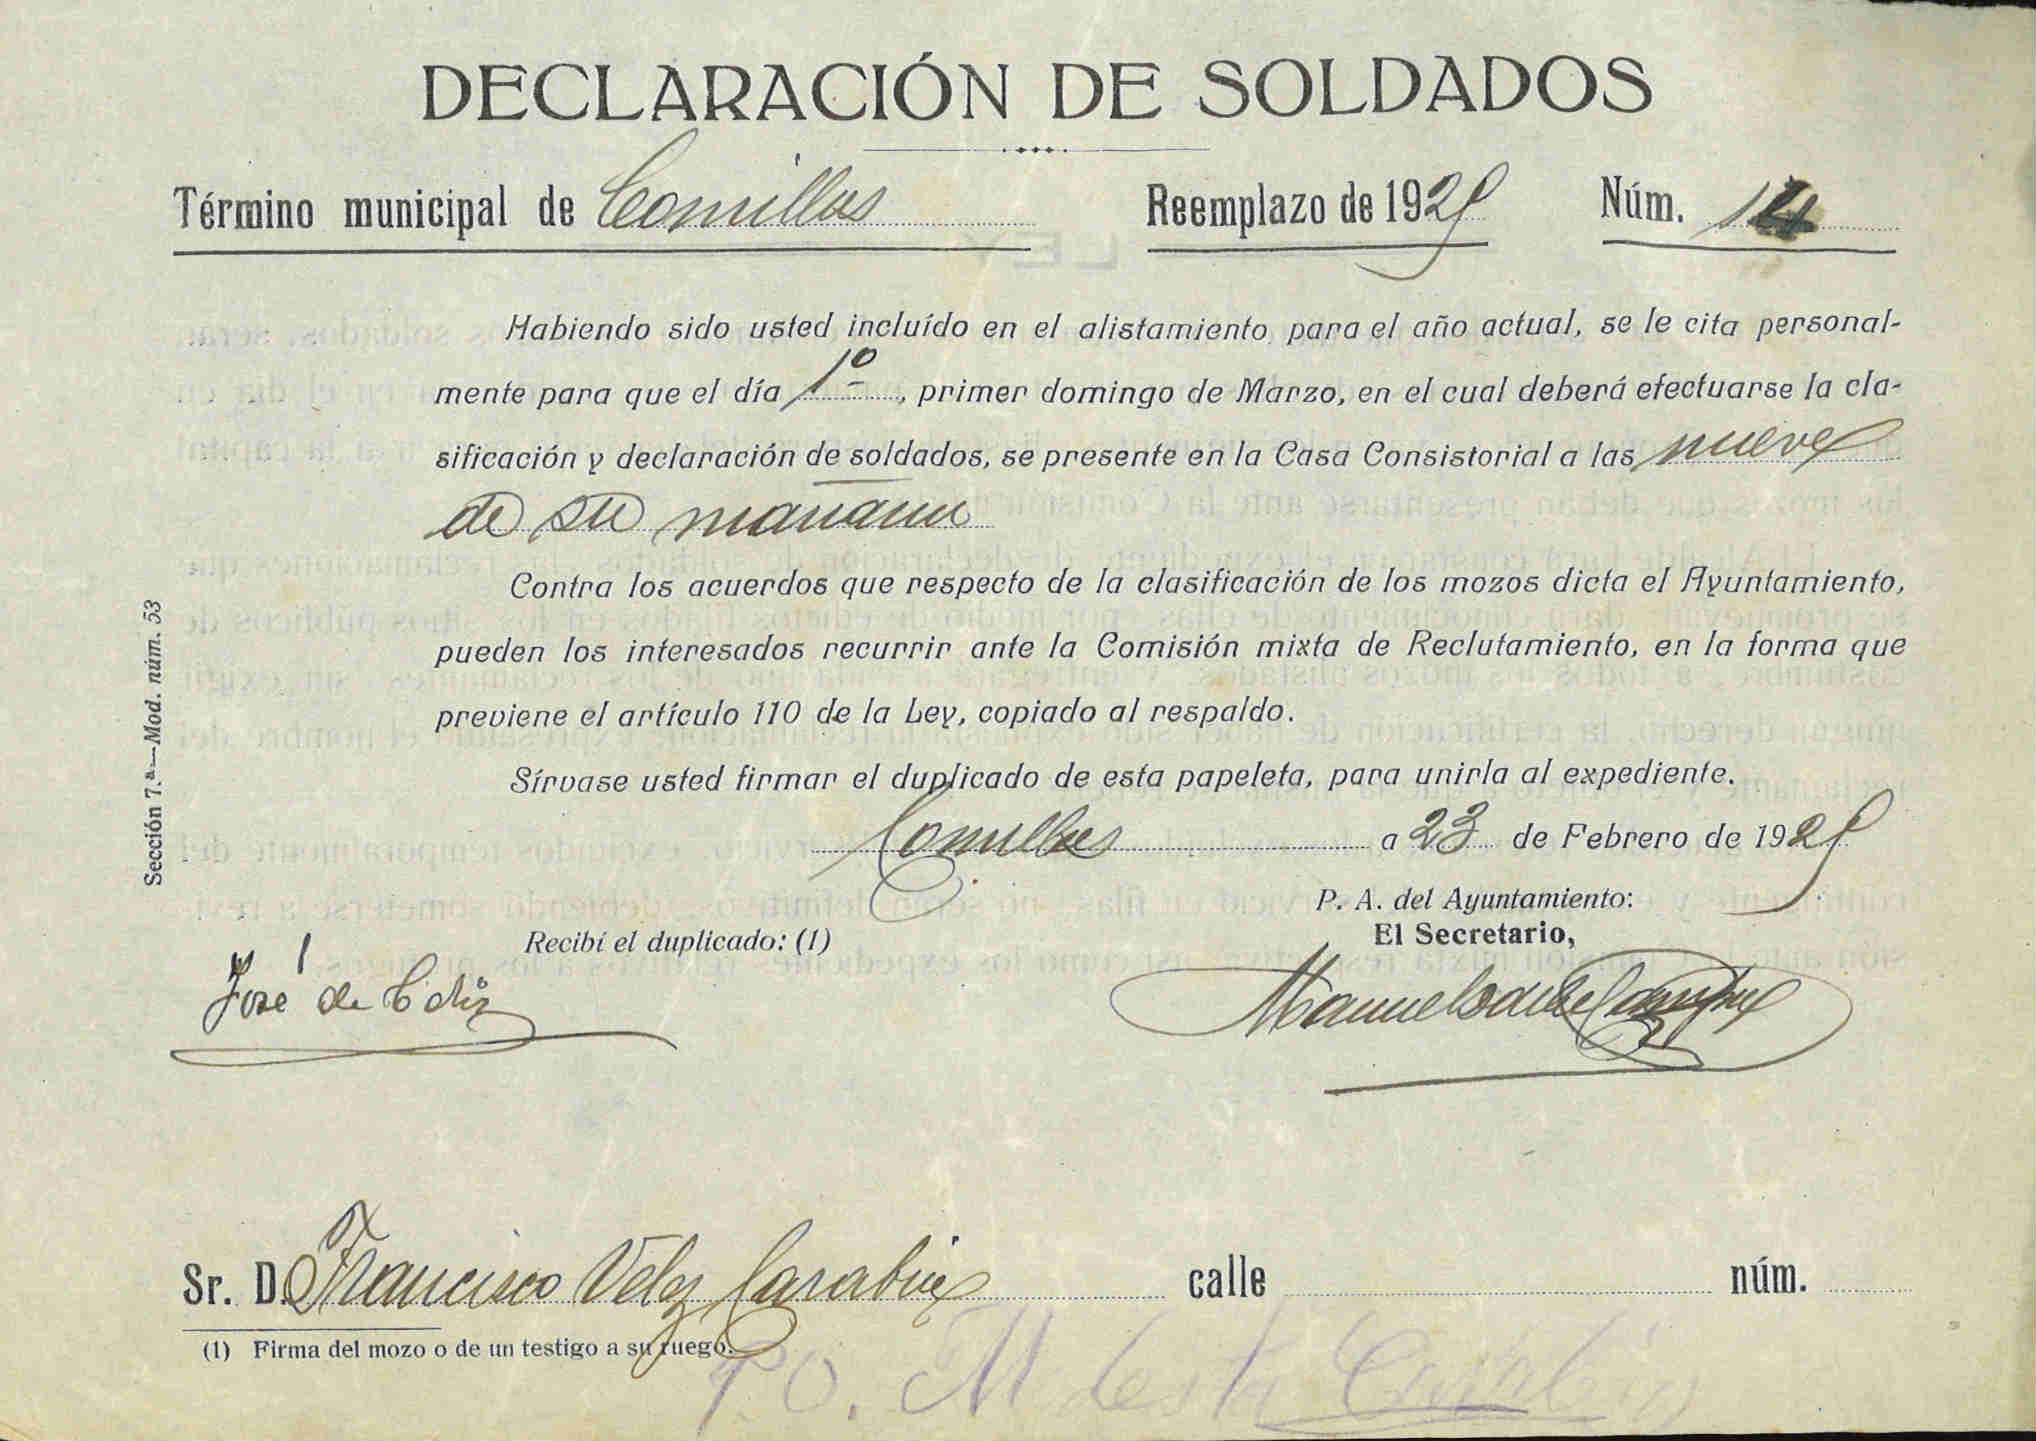 DECLARACIÓN DE SOLDADOS
Término municipal de Comillas Reemplazo de 1925 Núm. 14
Habiendo sido usted incluído en el alistamiento para el año actual, se le cita personal-
mente para que el día 1º, primer domingo de Marzo, en el cual deberá efectuarse la cla-
sificación y declaración de soldados, se presente en la Casa Consistorial a las nueve
de su mañana
Contra los acuerdos que respecto de la clasificación de los mozos dicta el Ayuntamiento,
pueden los interesados recurrir ante la Comisión mixta de Reclutamiento, en la forma que
previene el artículo 110 de la Ley, copiado al respaldo.
Sírvase usted firmar el duplicado de esta papeleta, para unirla al expediente.
Comillas a 23 de Febrero de 1925
P. A. del Ayuntamiento:
El Secretario,
Recibí el duplicado: (1)
José de
Manuel
Sr. D. Francisco Velez Carabies calle núm.
(1) Firma del mozo o de un testigo a su ruego.
P.O. Modesta
Sección 7.ª—Mod. núm. 53